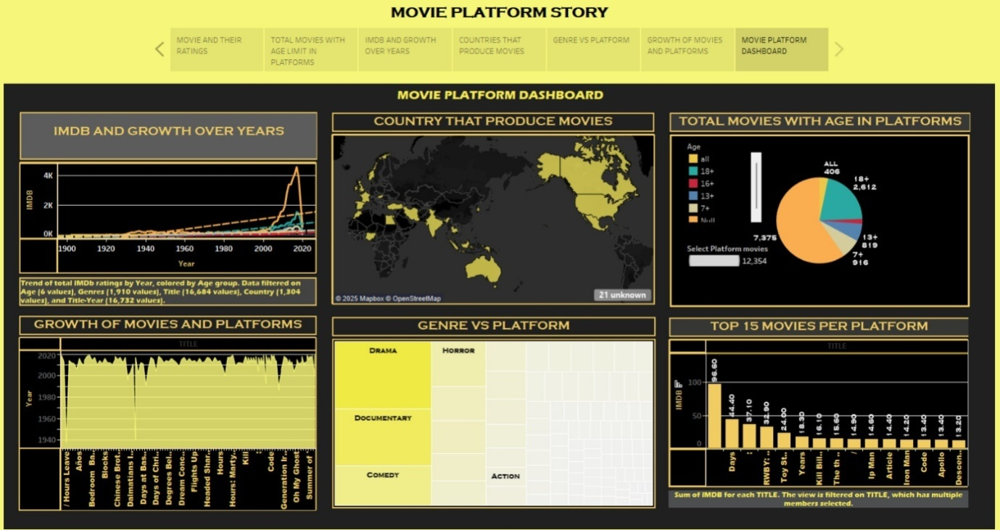 MOVIE PLATFORM STORY
MOVIE AND THEIR
RATINGS
TOTAL MOVIES WITH
AGE LIMIT IN
PLATFORMS
IMDB AND GROWTH
OVER YEARS
COUNTRIES THAT
PRODUCE MOVIES
GENRE VS PLATFORM
GROWTH OF MOVIES
AND PLATFORMS
MOVIE PLATFORM
DASHBOARD
MOVIE PLATFORM DASHBOARD
IMDB AND GROWTH OVER YEARS
4K
2K
0K
IMDB
1900
1920
1940
1960
1980
2000
2020
Year
Trend of total IMDb ratings by Year, colored by Age group. Data filtered on
Age (6 values), Genres (1,910 values), Title (16,684 values), Country (1,304
values), and Title-Year (16,732 values).
COUNTRY THAT PRODUCE MOVIES
© 2025 Mapbox © OpenStreetMap
21 unknown
TOTAL MOVIES WITH AGE IN PLATFORMS
Age
all
18+
16+
13+
7+
Null
ALL
406
18+
2,612
13+
819
7+
916
7,375
Select Platform movies
12,354
GROWTH OF MOVIES AND PLATFORMS
TITLE
2020
2000
1980
1960
1940
Year
/ Hours Leave
Años
Bedroom Ba..
Blocks
Chinese Brot..
Dalmatians I..
Days at Bas..
Days of Chri..
Degrees Bel..
Dream Conc..
Flights Up
Headed Shar..
Hours
Hours: Marty..
Kill
:
Code
Generation Ir..
Oh My Ghost
Summer of
GENRE VS PLATFORM
DRAMA
HORROR
DOCUMENTARY
COMEDY
ACTION
TOP 15 MOVIES PER PLATFORM
TITLE
IMDB
100
50
0
96.60
44.40
37.10
32.90
24.00
18.30
16.10
15.60
14.90
14.60
14.40
14.20
13.40
13.40
13.20
Days
:
RWBY: ..
Toy St..
Years
Kill Bill..
The th ..
/
Ip Man
Article
Iron Man
Code
Apollo
Descen..
Sum of IMDB for each TITLE. The view is filtered on TITLE, which has multiple
members selected.